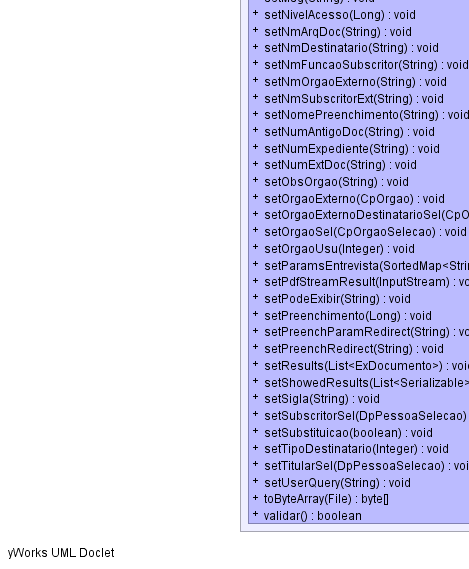 + setNivelAcesso(Long) : void
+ setNmArqDoc(String) : void
+ setNmDestinatario(String) : void
+ setNmFuncaoSubscritor(String) : void
+ setNmOrgaoExterno(String) : void
+ setNmSubscritorExt(String) : void
+ setNomePreenchimento(String) : void
+ setNumAntigoDoc(String) : void
+ setNumExpediente(String) : void
+ setNumExtDoc(String) : void
+ setObsOrgao(String) : void
+ setOrgaoExterno(CpOrgao) : void
+ setOrgaoExternoDestinatarioSel(CpO
+ setOrgaoSel(CpOrgaoSelecao) : void
+ setOrgaoUsu(Integer) : void
+ setParamsEntrevista(SortedMap<Strin
+ setPdfStreamResult(InputStream) : vo
+ setPodeExibir(String) : void
+ setPreenchimento(Long) : void
+ setPreenchParamRedirect(String) : vo
+ setPreenchRedirect(String) : void
+ setResults(List<ExDocumento>) : voi
+ setShowedResults(List<Serializable>
+ setSigla(String) : void
+ setSubscritorSel(DpPessoaSelecao)
+ setSubstituicao(boolean) : void
+ setTipoDestinatario(Integer) : void
+ setTitularSel(DpPessoaSelecao) : voi
+ setUserQuery(String) : void
+ toByteArray(File) : byte[]
+ validar() : boolean
yWorks UML Doclet